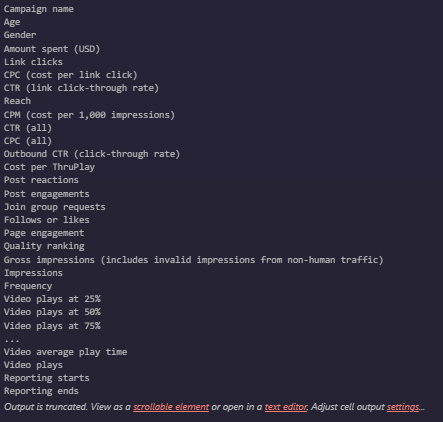 Campaign name
Age
Gender
Amount spent (USD)
Link clicks
CPC (cost per link click)
CTR (link click-through rate)
Reach
CPM (cost per 1,000 impressions)
CTR (all)
CPC (all)
Outbound CTR (click-through rate)
Cost per ThruPlay
Post reactions
Post engagements
Join group requests
Follows or likes
Page engagement
Quality ranking
Gross impressions (includes invalid impressions from non-human traffic)
Impressions
Frequency
Video plays at 25%
Video plays at 50%
Video plays at 75%
...
Video average play time
Video plays
Reporting starts
Reporting ends
Output is truncated. View as a scrollable element or open in a text editor. Adjust cell output settings...